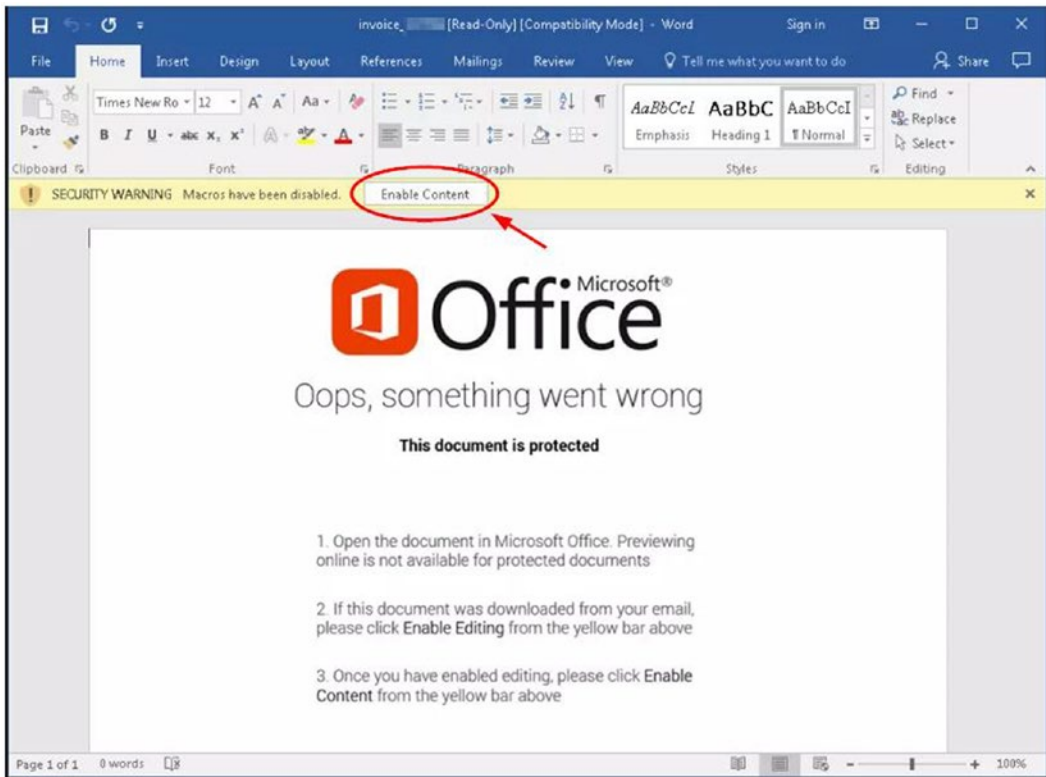 invoice_ [Read-Only] [Compatibility Mode] - Word Sign in
File Home Insert Design Layout References Mailings Review View Tell me what you want to do Share
Times New Ro 12 Aa
AaBbCcI AaBbC AaBbCcI
Emphasis Heading 1 ¶ Normal
Find
Replace
Select
Paste
B I U abc x₂ x² A aby A
Clipboard Font Paragraph Styles Editing
SECURITY WARNING Macros have been disabled. Enable Content
Microsoft®
Office
Oops, something went wrong
This document is protected
1. Open the document in Microsoft Office. Previewing
online is not available for protected documents
2. If this document was downloaded from your email,
please click Enable Editing from the yellow bar above
3. Once you have enabled editing, please click Enable
Content from the yellow bar above
Page 1 of 1 0 words 100%